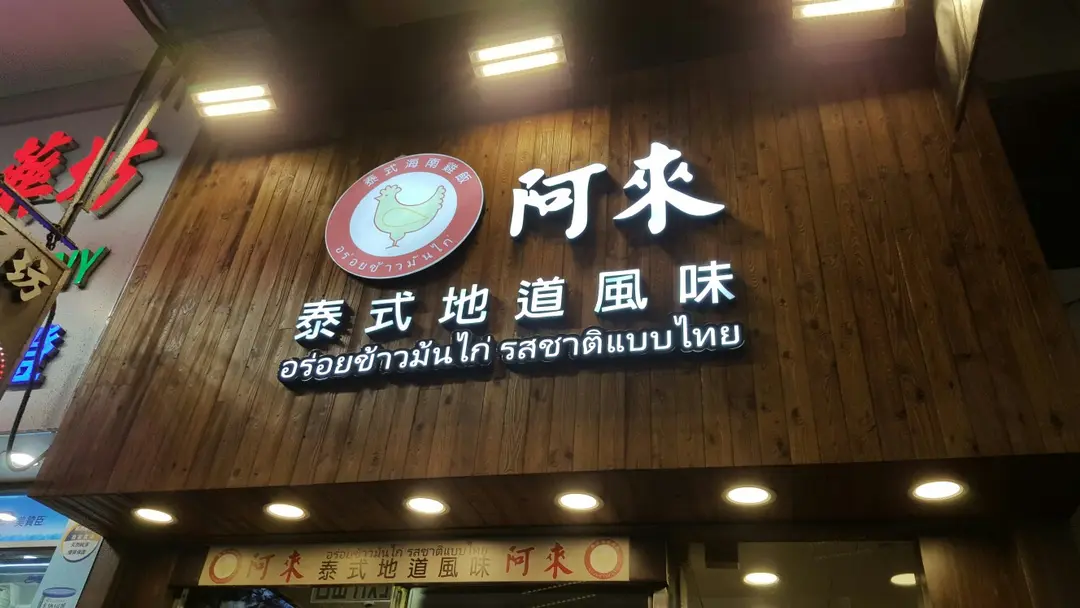 泰式海南雞飯
อร่อยข้าวมันไก่
阿來
泰式地道風味
อร่อยข้าวมันไก่ รสชาติแบบไทย
อร่อยข้าวมันไก่ รสชาติแบบไทย
阿來 泰式地道風味 阿來
坊
坊